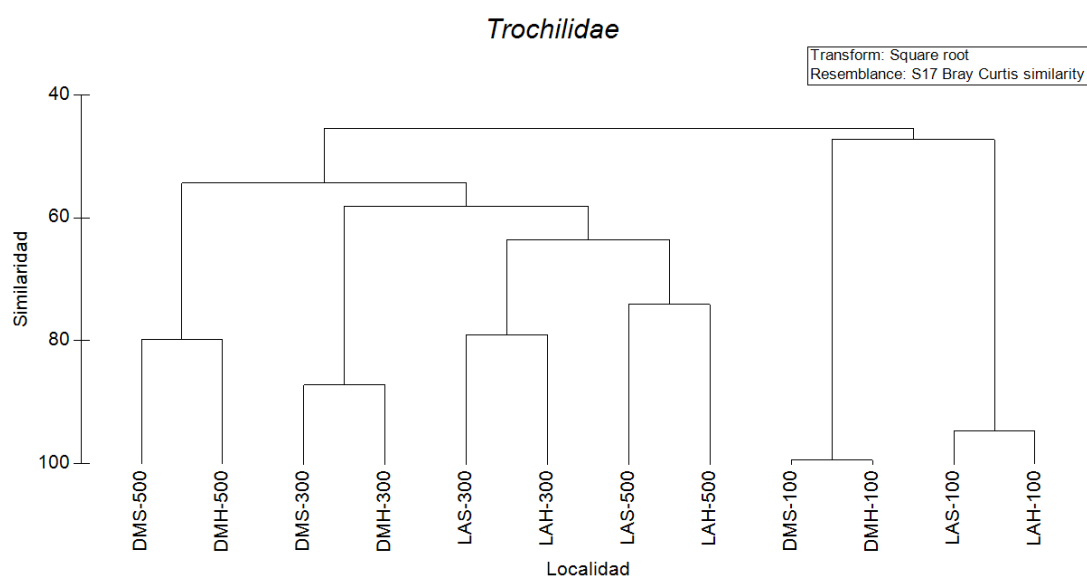 Trochilidae
Transform: Square root
Resemblance: S17 Bray Curtis similarity
40
60
80
100
Similaridad
DMS-500
DMH-500
DMS-300
DMH-300
LAS-300
LAH-300
LAS-500
LAH-500
DMS-100
DMH-100
LAS-100
LAH-100
Localidad